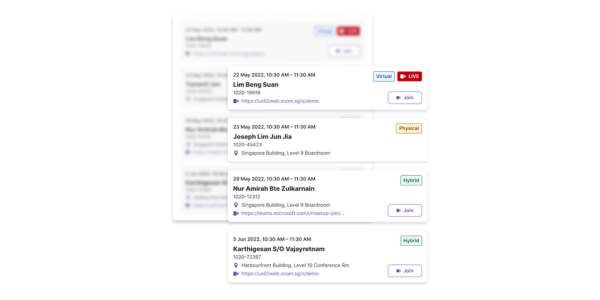 22 May 2022, 10:30 AM – 11:30 AM
Virtual
LIVE
Lim Beng Suan
1020-19919
https://us02web.zoom.sg/s/demo
Join
23 May 2022, 10:30 AM – 11:30 AM
Physical
Joseph Lim Jun Jia
1020-45423
Singapore Building, Level 9 Boardroom
29 May 2022, 10:30 AM – 11:30 AM
Hybrid
Nur Amirah Bte Zulkarnain
1020-12312
Singapore Building, Level 9 Boardroom
https://teams.microsoft.com/l/meetup-join/...
Join
5 Jun 2022, 10:30 AM – 11:30 AM
Hybrid
Karthigesan S/O Vajayretnam
1020-72367
Harbourfront Building, Level 10 Conference Rm
https://us02web.zoom.sg/s/demo
Join